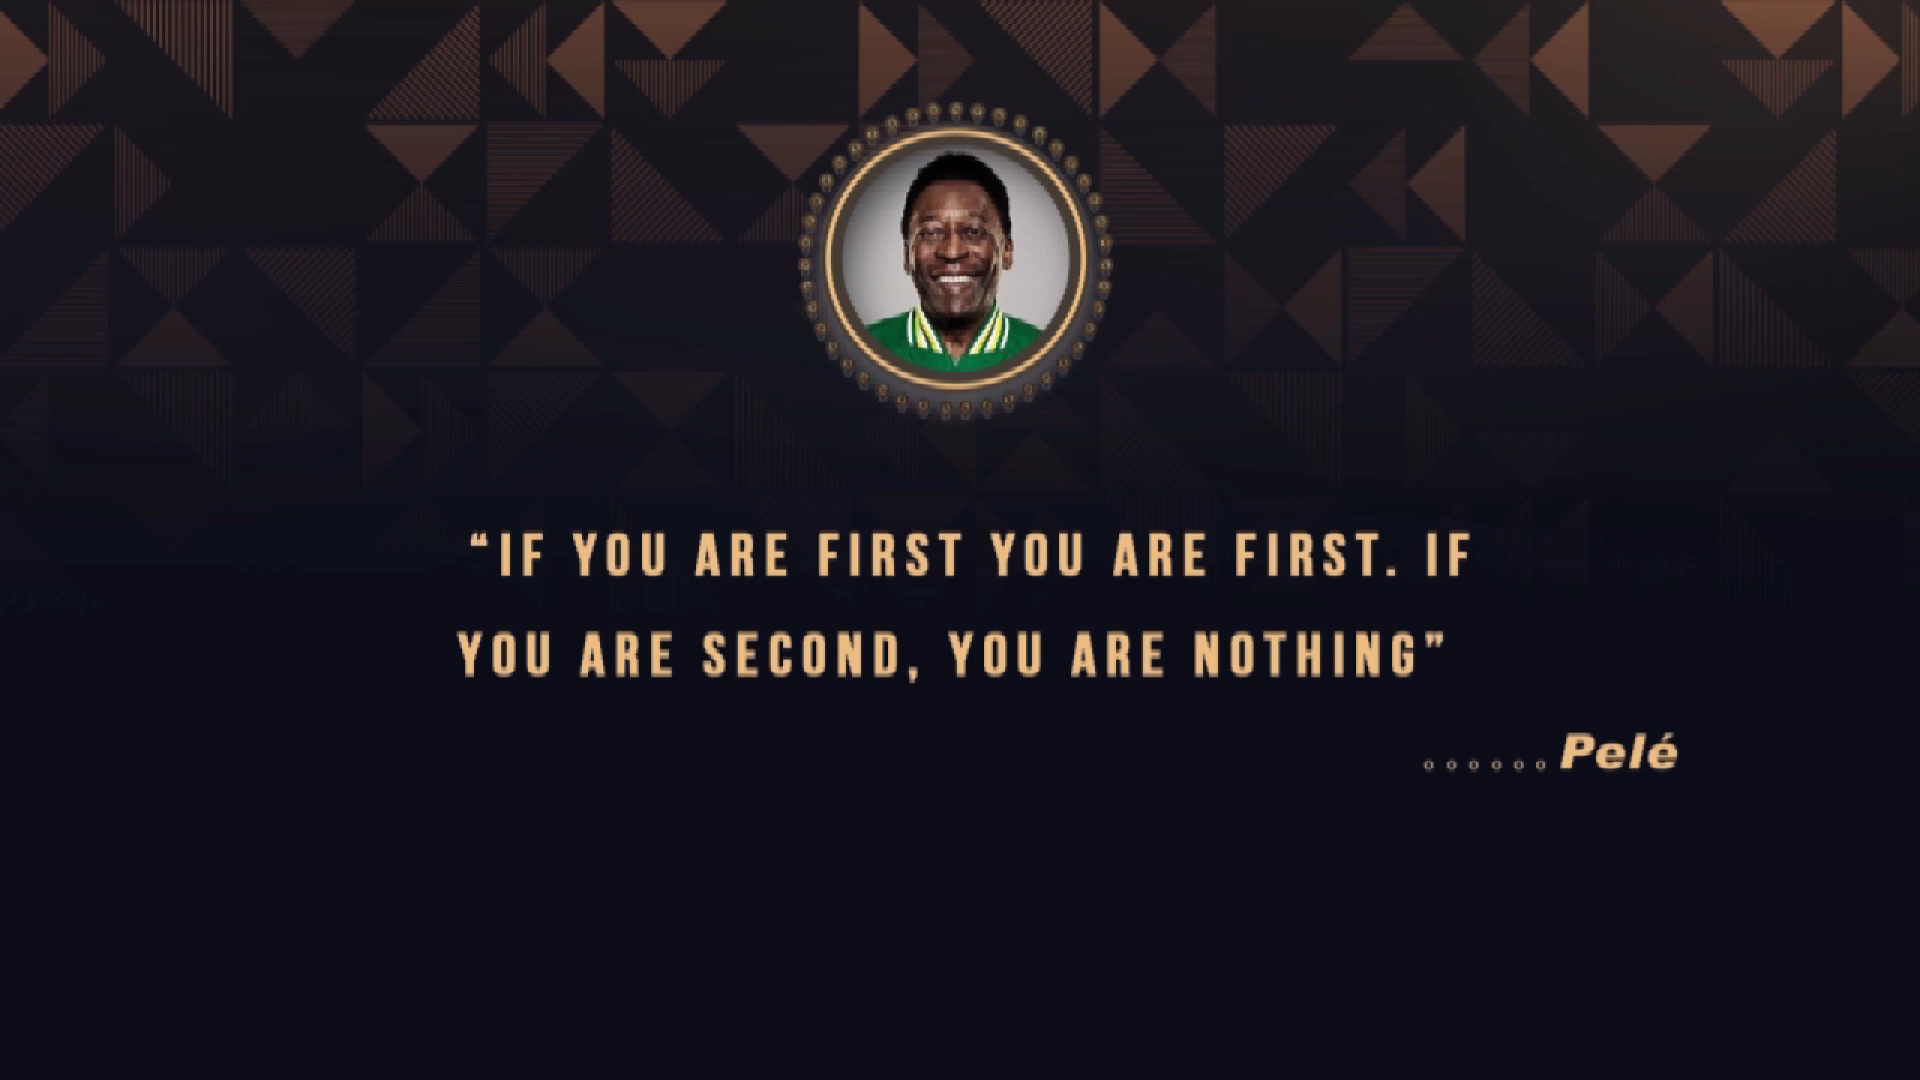 “IF YOU ARE FIRST YOU ARE FIRST. IF
YOU ARE SECOND, YOU ARE NOTHING”
......Pelé